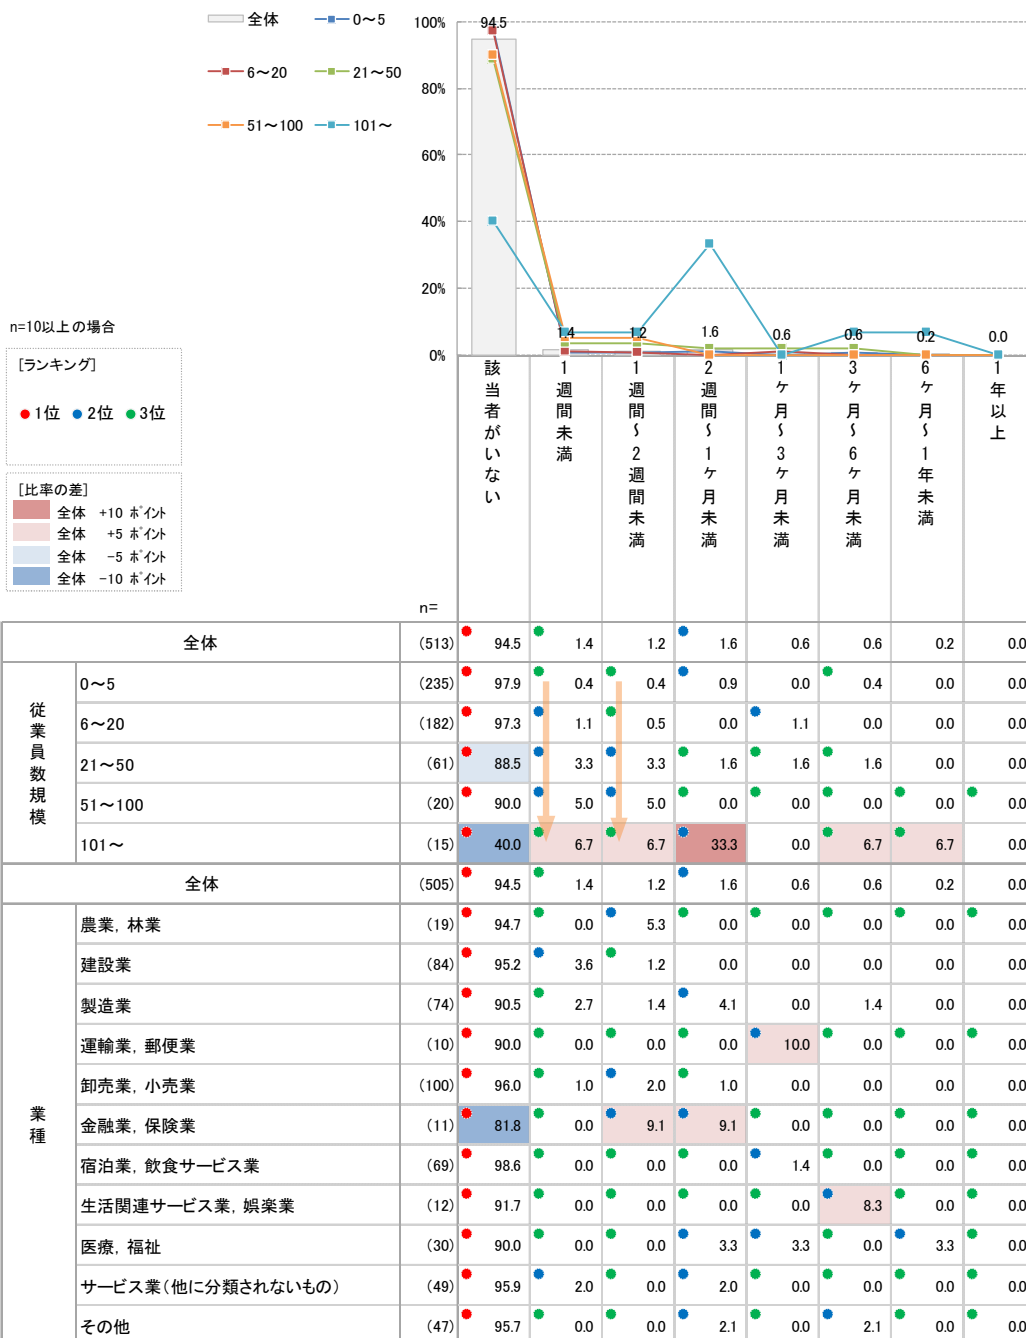 全体 0～5
6～20 21～50
51～100 101～
100%
80%
60%
40%
20%
0%
94.5 1.4 1.2 1.6 0.6 0.6 0.2 0.0
n=10以上の場合
[ランキング]
1位 2位 3位
[比率の差]
全体 +10 ポイント
全体 +5 ポイント
全体 -5 ポイント
全体 -10 ポイント
該当者がいない
1週間未満
1週間～2週間未満
2週間～1ケ月未満
1ケ月～3ケ月未満
3ケ月～6ケ月未満
6ケ月～1年未満
1年以上
n=
全体 (513) 94.5 1.4 1.2 1.6 0.6 0.6 0.2 0.0
従業員数規模
0～5 (235) 97.9 0.4 0.4 0.9 0.0 0.4 0.0 0.0
6～20 (182) 97.3 1.1 0.5 0.0 1.1 0.0 0.0 0.0
21～50 (61) 88.5 3.3 3.3 1.6 1.6 1.6 0.0 0.0
51～100 (20) 90.0 5.0 5.0 0.0 0.0 0.0 0.0 0.0
101～ (15) 40.0 6.7 6.7 33.3 0.0 6.7 6.7 0.0
全体 (505) 94.5 1.4 1.2 1.6 0.6 0.6 0.2 0.0
業種
農業, 林業 (19) 94.7 0.0 5.3 0.0 0.0 0.0 0.0 0.0
建設業 (84) 95.2 3.6 1.2 0.0 0.0 0.0 0.0 0.0
製造業 (74) 90.5 2.7 1.4 4.1 0.0 1.4 0.0 0.0
運輸業, 郵便業 (10) 90.0 0.0 0.0 0.0 10.0 0.0 0.0 0.0
卸売業, 小売業 (100) 96.0 1.0 2.0 1.0 0.0 0.0 0.0 0.0
金融業, 保険業 (11) 81.8 0.0 9.1 9.1 0.0 0.0 0.0 0.0
宿泊業, 飲食サービス業 (69) 98.6 0.0 0.0 0.0 1.4 0.0 0.0 0.0
生活関連サービス業, 娯楽業 (12) 91.7 0.0 0.0 0.0 0.0 8.3 0.0 0.0
医療, 福祉 (30) 90.0 0.0 0.0 3.3 3.3 0.0 3.3 0.0
サービス業(他に分類されないもの) (49) 95.9 2.0 0.0 2.0 0.0 0.0 0.0 0.0
その他 (47) 95.7 0.0 0.0 2.1 0.0 2.1 0.0 0.0